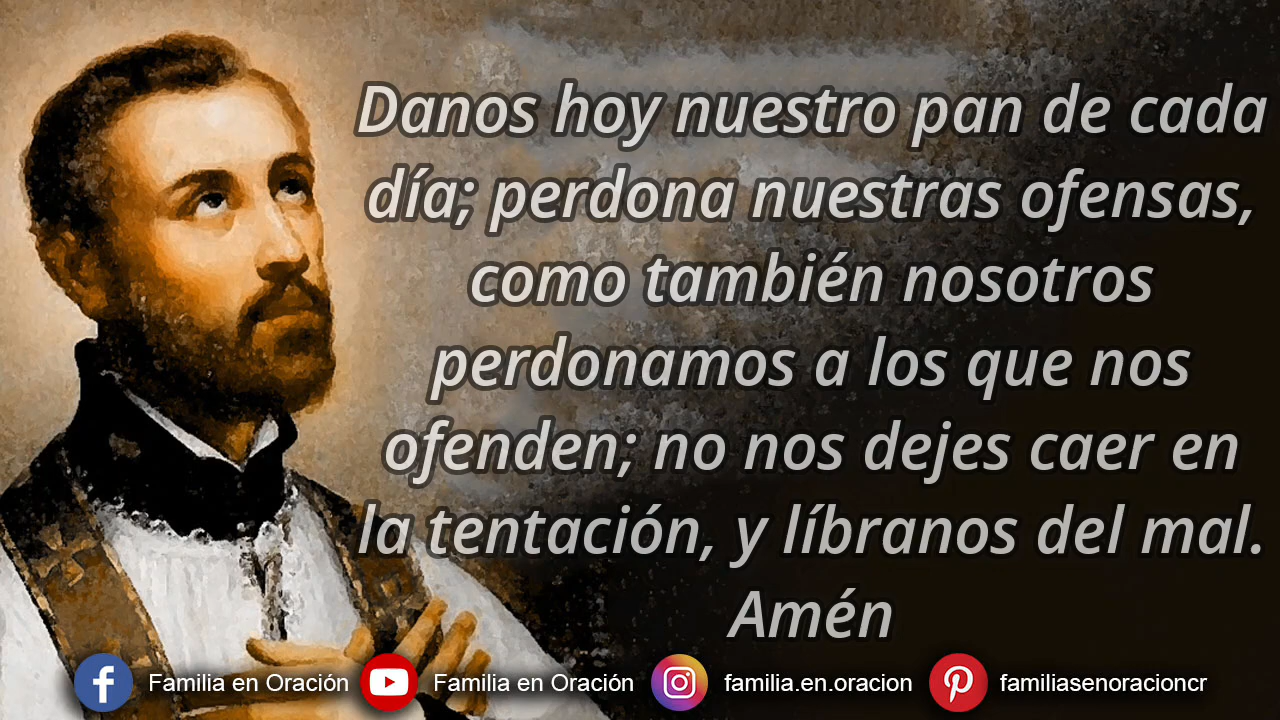 Danos hoy nuestro pan de cada
día; perdona nuestras ofensas,
como también nosotros
perdonamos a los que nos
ofenden; no nos dejes caer en
la tentación, y líbranos del mal.
Amén
Familia en Oración Familia en Oración familia.en.oracion familiasenoracioncr